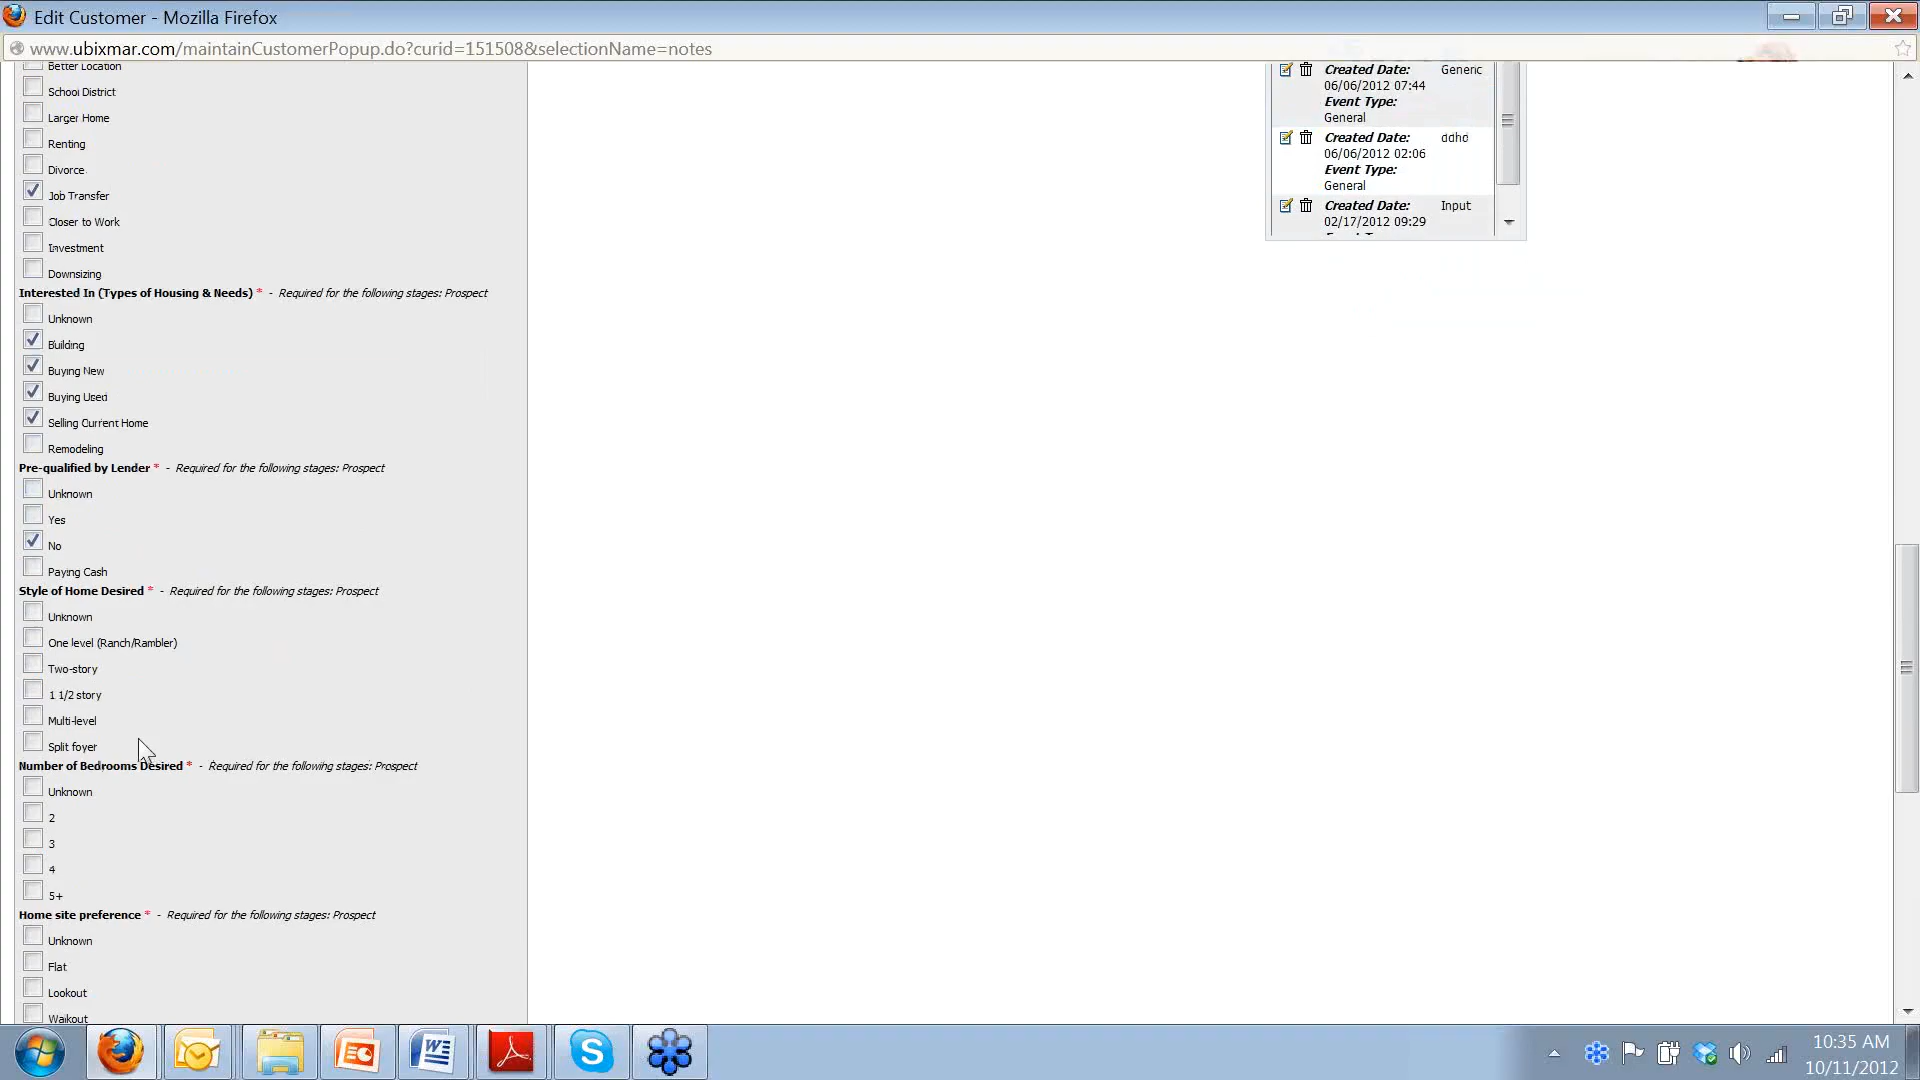 Edit Customer - Mozilla Firefox
www.ubixmar.com/maintainCustomerPopup.do?curid=151508&selectionName=notes
Better Location
School District
Larger Home
Renting
Divorce
Job Transfer
Closer to Work
Investment
Downsizing
Interested In (Types of Housing & Needs) * - Required for the following stages: Prospect
Unknown
Building
Buying New
Buying Used
Selling Current Home
Remodeling
Pre-qualified by Lender * - Required for the following stages: Prospect
Unknown
Yes
No
Paying Cash
Style of Home Desired * - Required for the following stages: Prospect
Unknown
One level (Ranch/Rambler)
Two-story
1 1/2 story
Multi-level
Split foyer
Number of Bedrooms Desired * - Required for the following stages: Prospect
Unknown
2
3
4
5+
Home site preference * - Required for the following stages: Prospect
Unknown
Flat
Lookout
Walkout
Created Date: Generic
06/06/2012 07:44
Event Type:
General
Created Date: ddhd
06/06/2012 02:06
Event Type:
General
Created Date: Input
02/17/2012 09:29
10:35 AM
10/11/2012